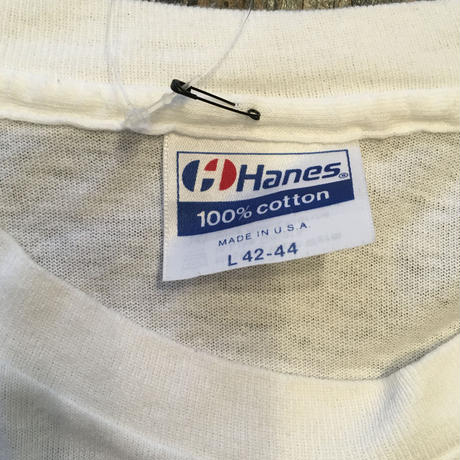 Hanes®
100% cotton
MADE IN U.S.A.
L 42-44